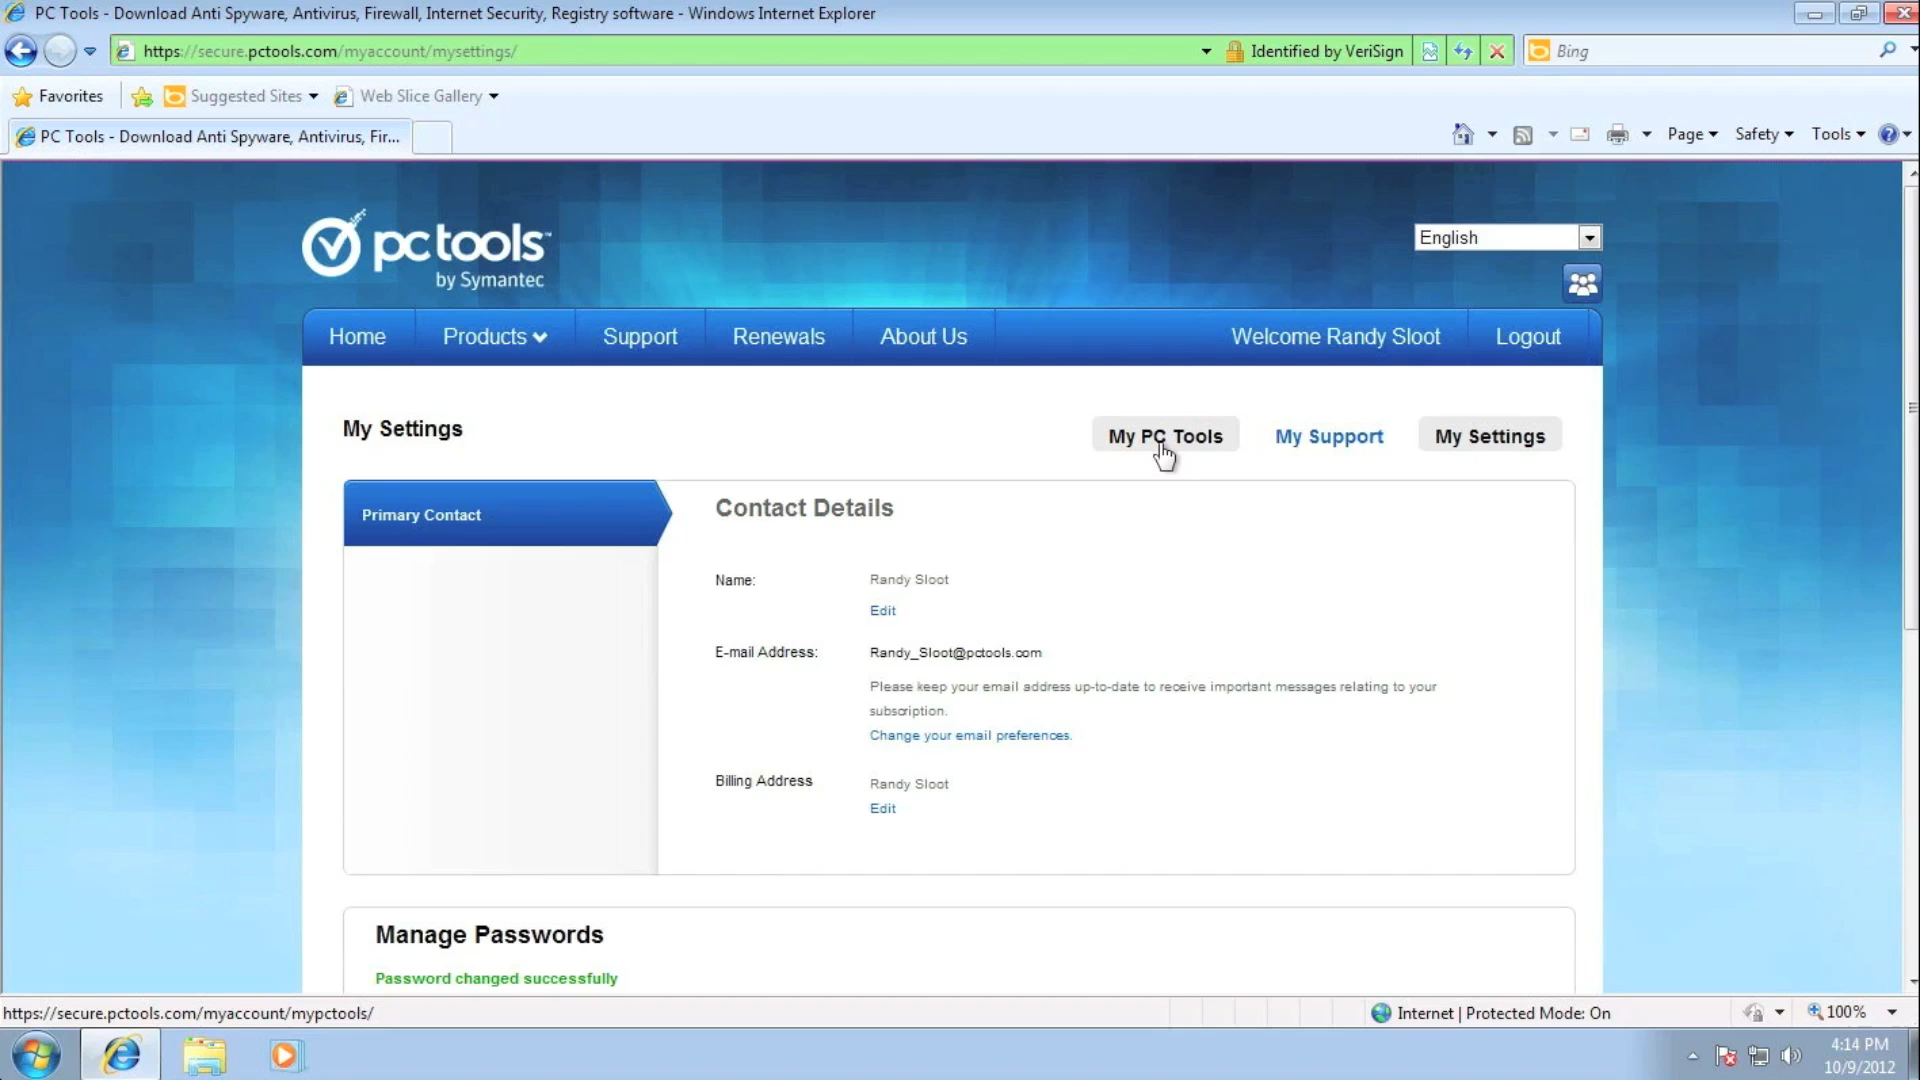 PC Tools - Download Anti Spyware, Antivirus, Firewall, Internet Security, Registry software - Windows Internet Explorer
https://secure.pctools.com/myaccount/mysettings/
Identified by VeriSign
Bing
Favorites
Suggested Sites
Web Slice Gallery
PC Tools - Download Anti Spyware, Antivirus, Fir...
Page
Safety
Tools
pctools™
by Symantec
English
Home
Products
Support
Renewals
About Us
Welcome Randy Sloot
Logout
My Settings
My PC Tools
My Support
My Settings
Primary Contact
Contact Details
Name:
Randy Sloot
Edit
E-mail Address:
Randy_Sloot@pctools.com
Please keep your email address up-to-date to receive important messages relating to your
subscription.
Change your email preferences.
Billing Address
Randy Sloot
Edit
Manage Passwords
Password changed successfully
https://secure.pctools.com/myaccount/mypctools/
Internet | Protected Mode: On
100%
4:14 PM
10/9/2012